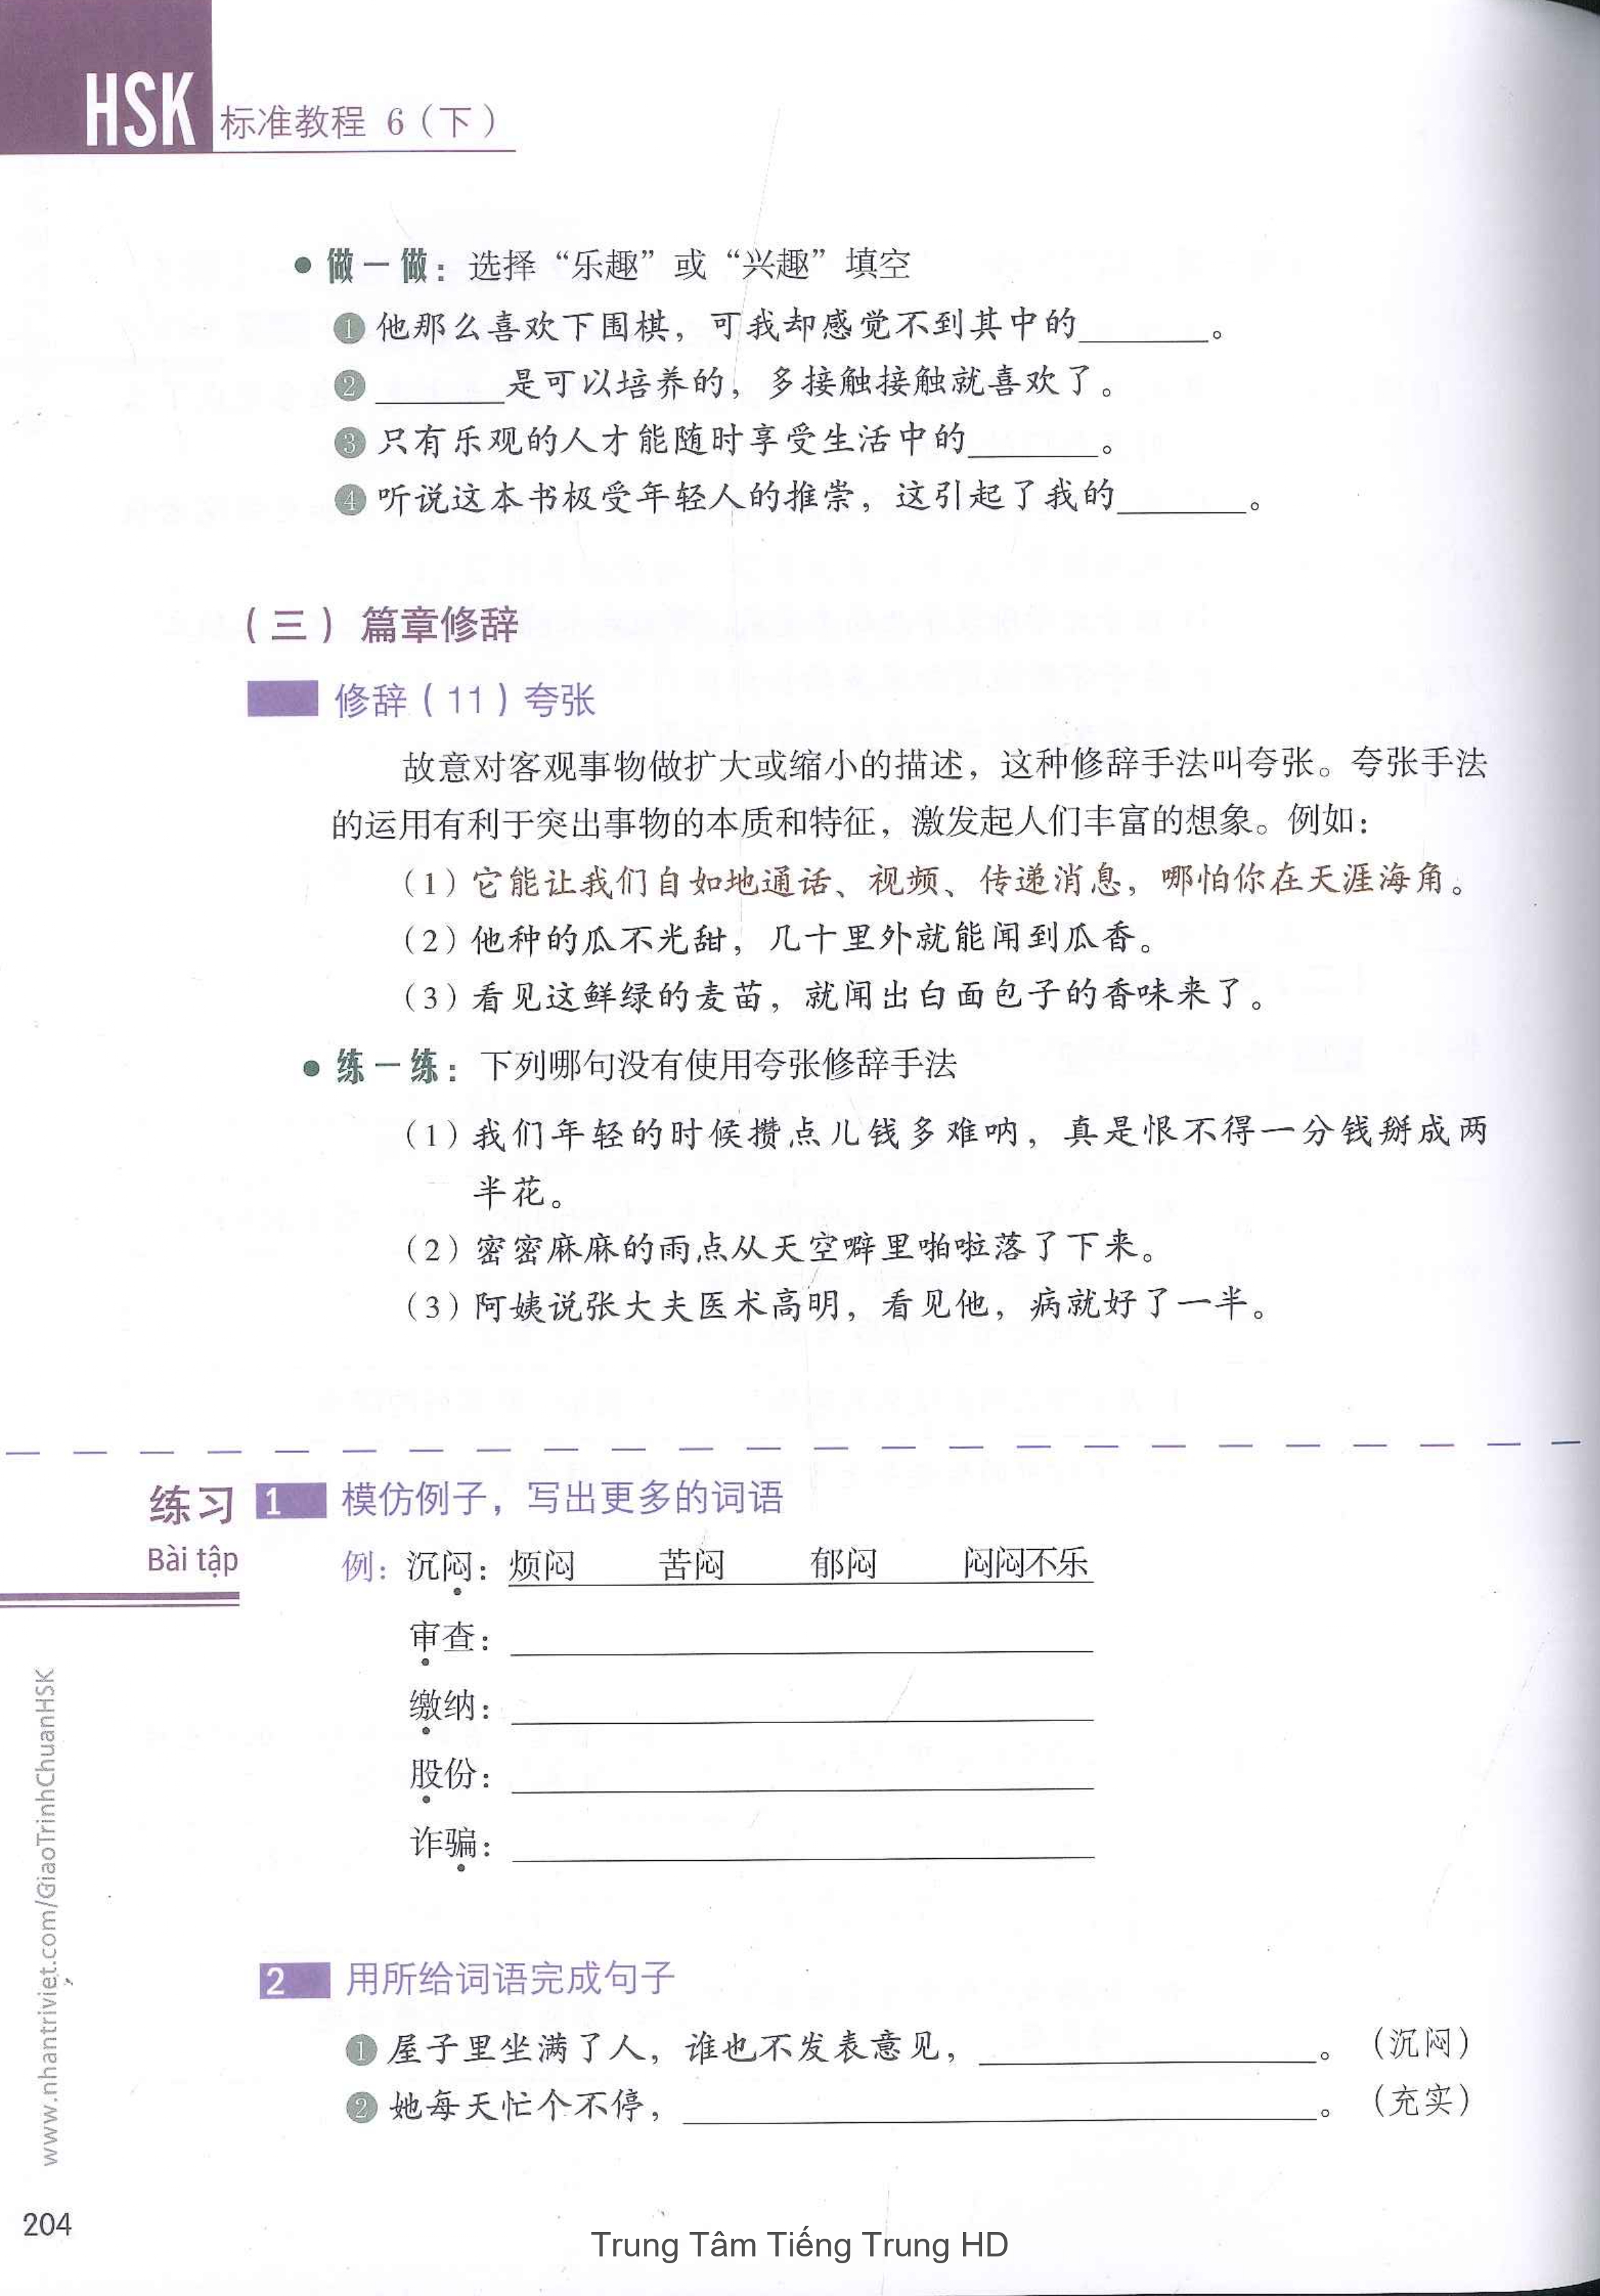 HSK 标准教程 6（下）
• 做一做：选择“乐趣”或“兴趣”填空
1 他那么喜欢下围棋，可我却感觉不到其中的________。
2 ________是可以培养的，多接触接触就喜欢了。
3 只有乐观的人才能随时享受生活中的________。
4 听说这本书极受年轻人的推崇，这引起了我的________。
（三）篇章修辞
修辞（11）夸张
故意对客观事物做扩大或缩小的描述，这种修辞手法叫夸张。夸张手法
的运用有利于突出事物的本质和特征，激发起人们丰富的想象。例如：
（1）它能让我们自如地通话、视频、传递消息，哪怕你在天涯海角。
（2）他种的瓜不光甜，几十里外就能闻到瓜香。
（3）看见这鲜绿的麦苗，就闻出白面包子的香味来了。
• 练一练：下列哪句没有使用夸张修辞手法
（1）我们年轻的时候攒点儿钱多难呐，真是恨不得一分钱掰成两
半花。
（2）密密麻麻的雨点从天空噼里啪啦落了下来。
（3）阿姨说张大夫医术高明，看见他，病就好了一半。
练习 1 模仿例子，写出更多的词语
Bài tập
例：沉闷：烦闷 苦闷 郁闷 闷闷不乐
审查：
缴纳：
股份：
诈骗：
2 用所给词语完成句子
1 屋子里坐满了人，谁也不发表意见，________。（沉闷）
2 她每天忙个不停，________。（充实）
www.nhantriviet.com/GiaoTrinhChuanHSK
204
Trung Tâm Tiếng Trung HD